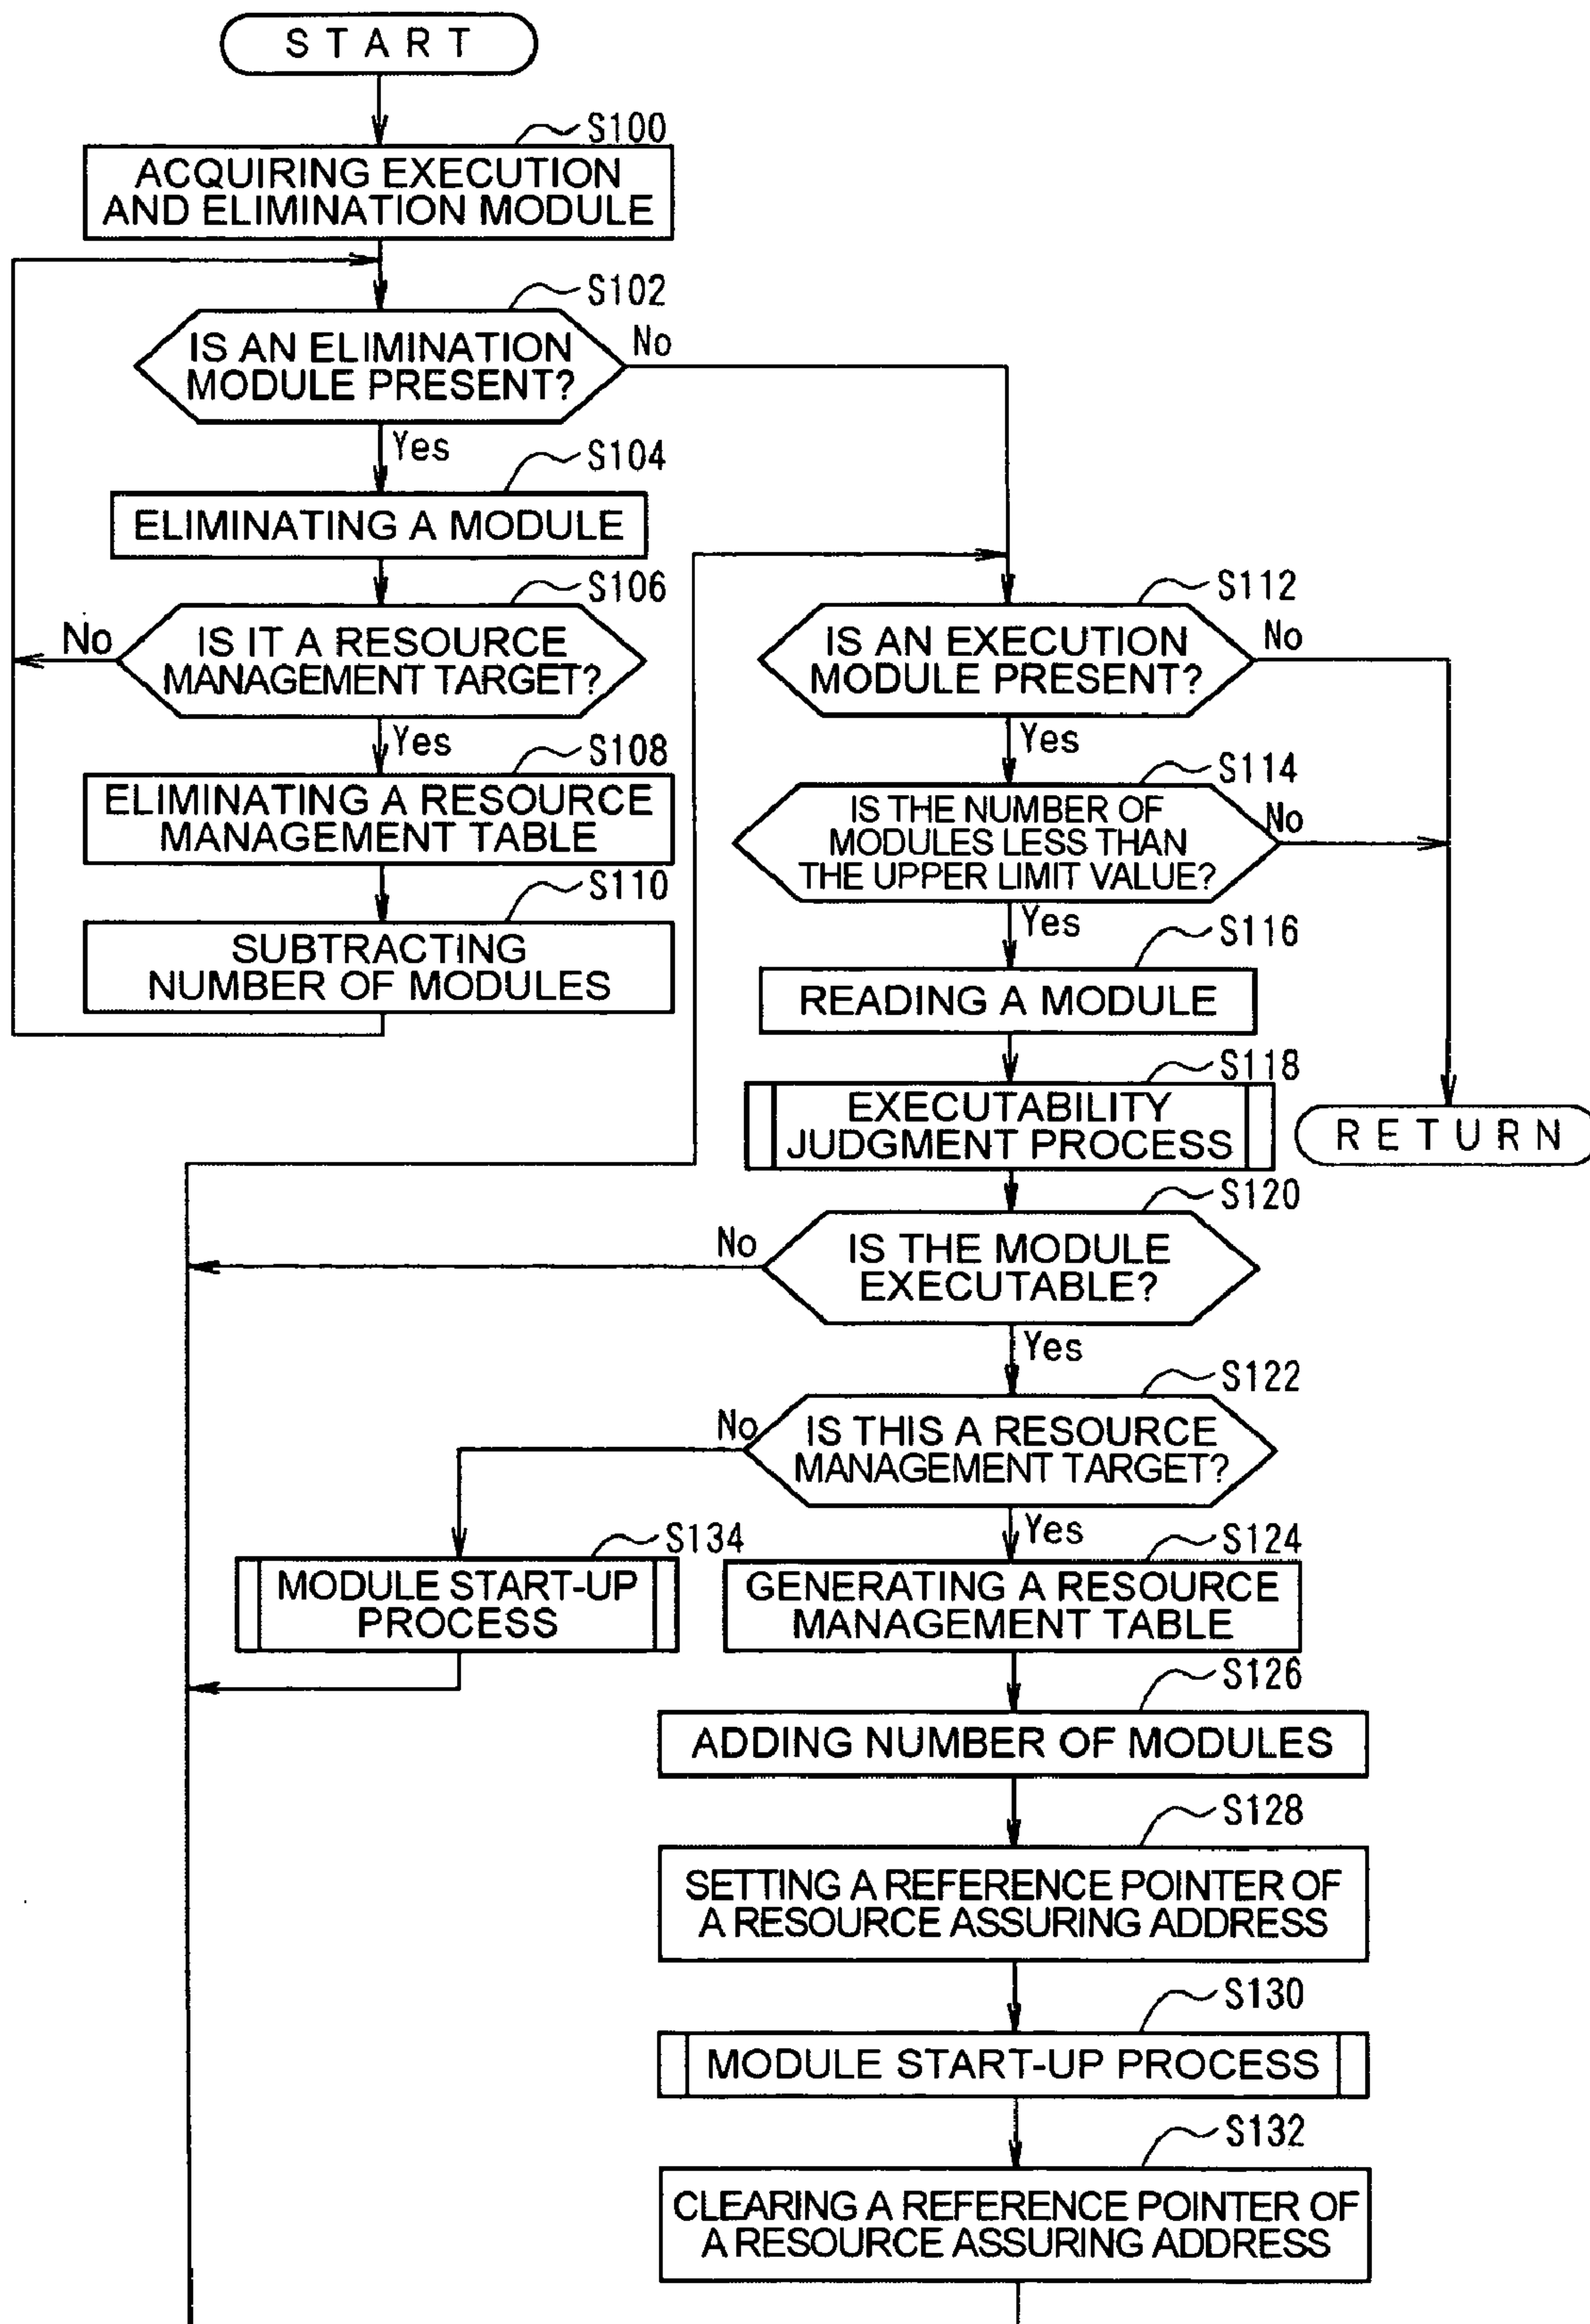 START
S100
ACQUIRING EXECUTION
AND ELIMINATION MODULE
S102
IS AN ELIMINATION
MODULE PRESENT?
No
Yes
S104
ELIMINATING A MODULE
S106
IS IT A RESOURCE
MANAGEMENT TARGET?
No
Yes
S108
ELIMINATING A RESOURCE
MANAGEMENT TABLE
S110
SUBTRACTING
NUMBER OF MODULES
S112
IS AN EXECUTION
MODULE PRESENT?
No
Yes
S114
IS THE NUMBER OF
MODULES LESS THAN
THE UPPER LIMIT VALUE?
No
Yes
S116
READING A MODULE
S118
EXECUTABILITY
JUDGMENT PROCESS
RETURN
S120
IS THE MODULE
EXECUTABLE?
No
Yes
S122
IS THIS A RESOURCE
MANAGEMENT TARGET?
No
Yes
S134
MODULE START-UP
PROCESS
S124
GENERATING A RESOURCE
MANAGEMENT TABLE
S126
ADDING NUMBER OF MODULES
S128
SETTING A REFERENCE POINTER OF
A RESOURCE ASSURING ADDRESS
S130
MODULE START-UP PROCESS
S132
CLEARING A REFERENCE POINTER OF
A RESOURCE ASSURING ADDRESS